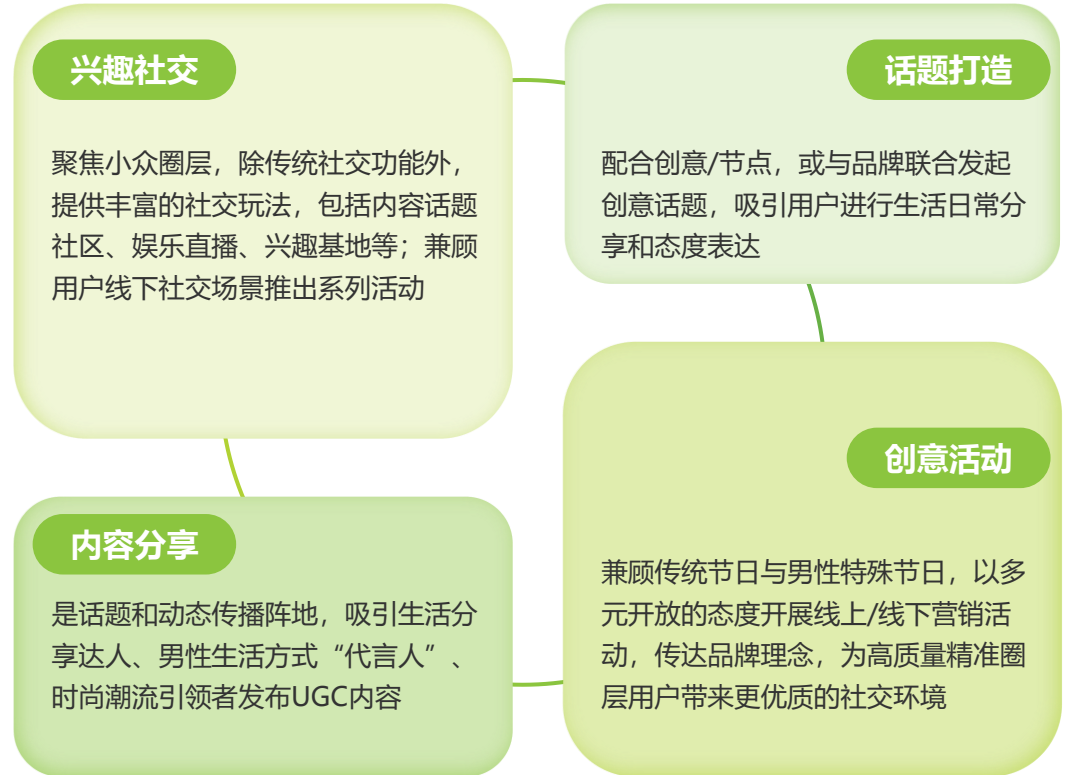 兴趣社交
聚焦小众圈层，除传统社交功能外，
提供丰富的社交玩法，包括内容话题
社区、娱乐直播、兴趣基地等；兼顾
用户线下社交场景推出系列活动
话题打造
配合创意/节点，或与品牌联合发起
创意话题，吸引用户进行生活日常分
享和态度表达
内容分享
是话题和动态传播阵地，吸引生活分
享达人、男性生活方式“代言人”、
时尚潮流引领者发布UGC内容
创意活动
兼顾传统节日与男性特殊节日，以多
元开放的态度开展线上/线下营销活
动，传达品牌理念，为高质量精准圈
层用户带来更优质的社交环境